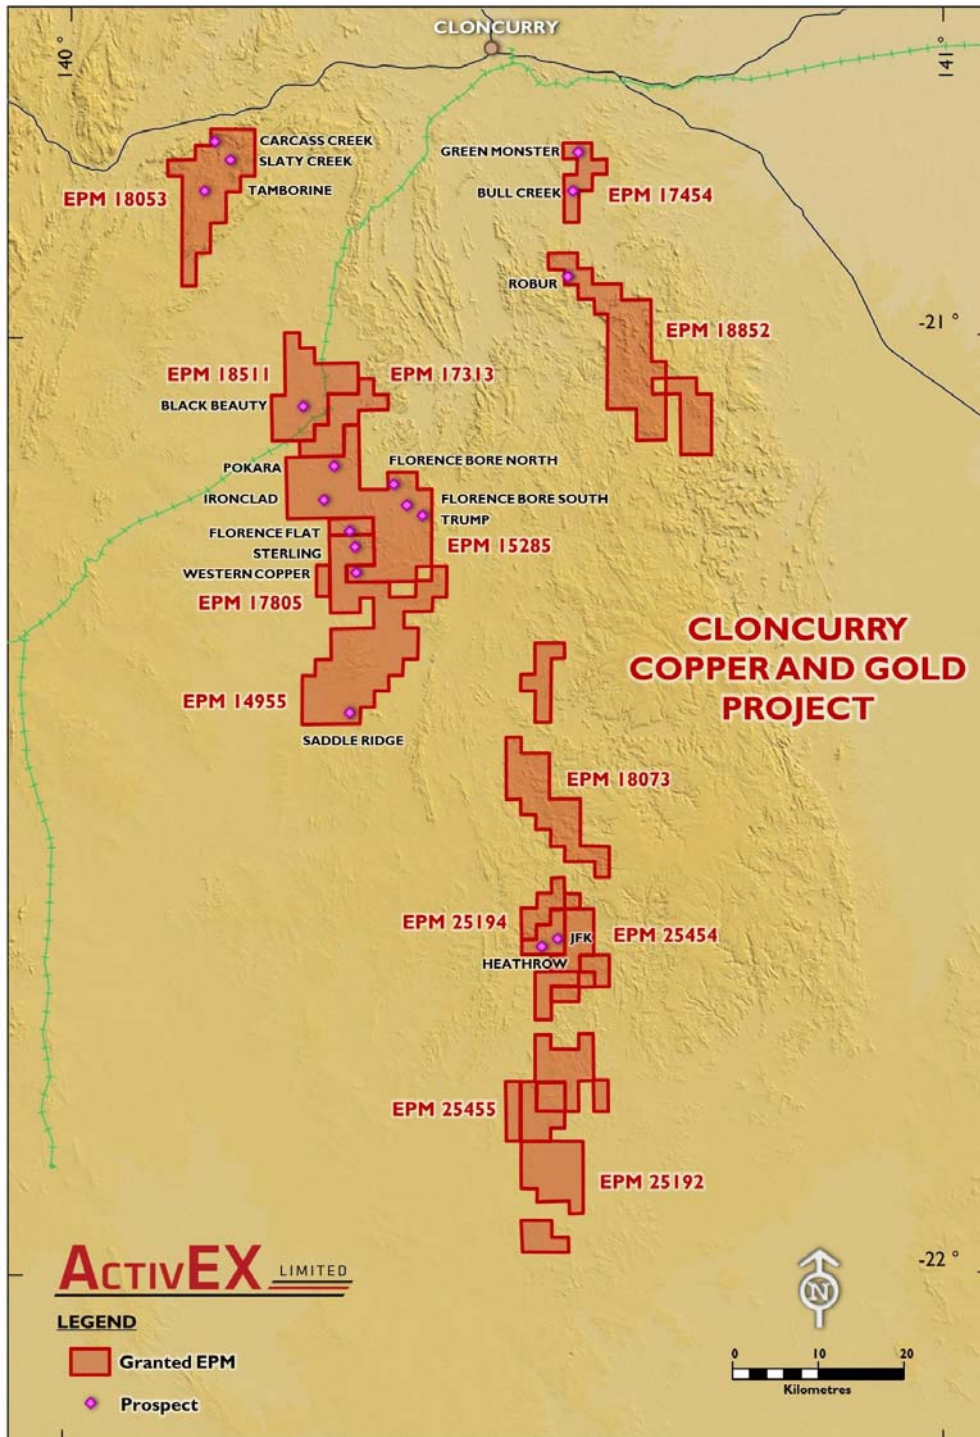 CLONCURRY
140 °
141 °
CARCASS CREEK
SLATY CREEK
TAMBORINE
EPM 18053
GREEN MONSTER
BULL CREEK
EPM 17454
ROBUR
-21 °
EPM 18852
EPM 18511
EPM 17313
BLACK BEAUTY
POKARA
FLORENCE BORE NORTH
IRONCLAD
FLORENCE BORE SOUTH
TRUMP
FLORENCE FLAT
STERLING
EPM 15285
WESTERN COPPER
EPM 17805
CLONCURRY
COPPER AND GOLD
PROJECT
EPM 14955
SADDLE RIDGE
EPM 18073
EPM 25194
JFK
EPM 25454
HEATHROW
EPM 25455
EPM 25192
-22 °
ACTIVEX LIMITED
LEGEND
Granted EPM
Prospect
N
0 10 20
Kilometres